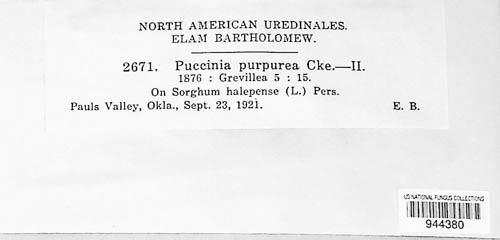 NORTH AMERICAN UREDINALES.
ELAM BARTHOLOMEW.
2671. Puccinia purpurea Cke.—II.
1876 : Grevillea 5 : 15.
On Sorghum halepense (L.) Pers.
Pauls Valley, Okla., Sept. 23, 1921. E. B.
US NATIONAL FUNGUS COLLECTIONS
944380